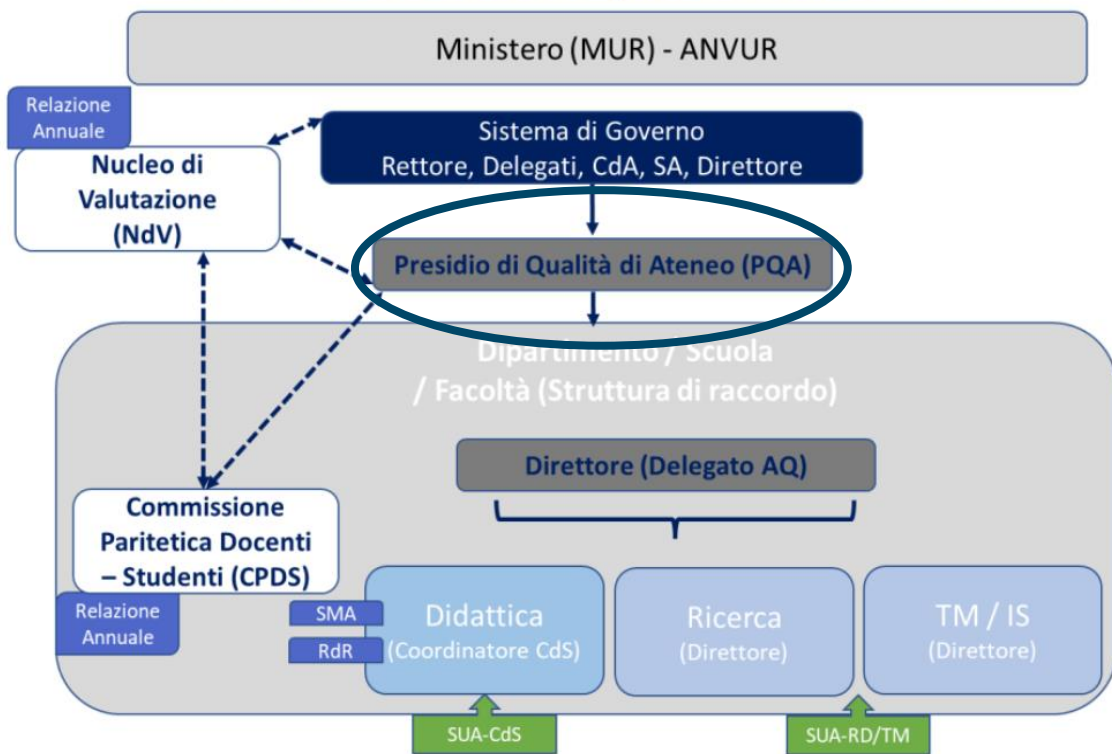 Ministero (MUR) - ANVUR
Relazione
Annuale
Nucleo di
Valutazione
(NdV)
Sistema di Governo
Rettore, Delegati, CdA, SA, Direttore
Presidio di Qualità di Ateneo (PQA)
Dipartimento / Scuola
/ Facoltà (Struttura di raccordo)
Direttore (Delegato AQ)
Commissione
Paritetica Docenti
– Studenti (CPDS)
Relazione
Annuale
SMA
RdR
Didattica
(Coordinatore CdS)
Ricerca
(Direttore)
TM / IS
(Direttore)
SUA-CdS
SUA-RD/TM